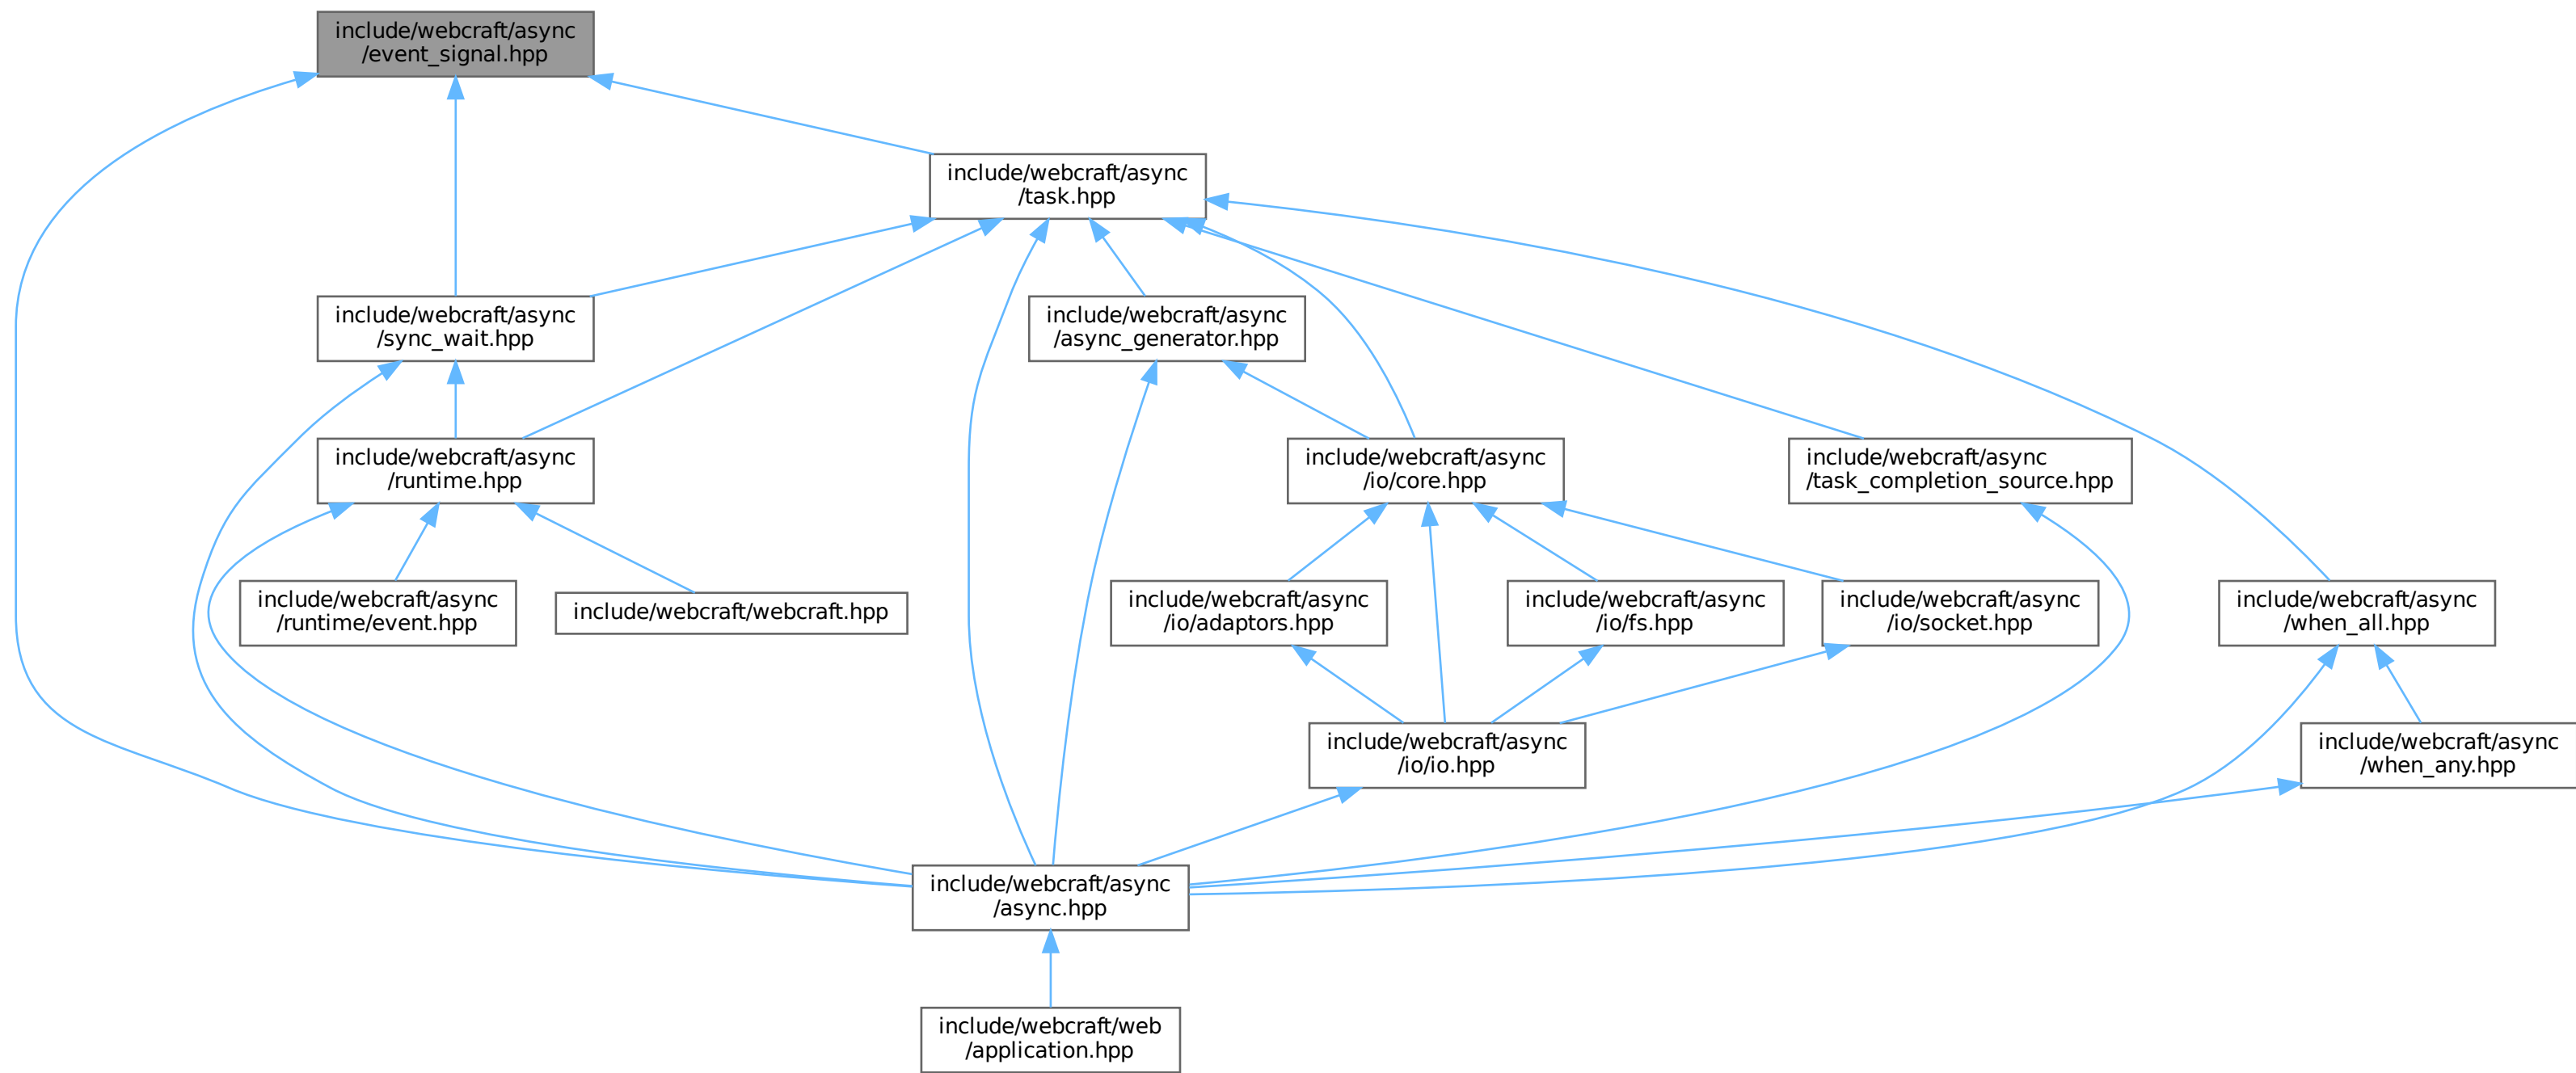 include/webcraft/async
/event_signal.hpp
include/webcraft/async
/task.hpp
include/webcraft/async
/sync_wait.hpp
include/webcraft/async
/async_generator.hpp
include/webcraft/async
/runtime.hpp
include/webcraft/async
/io/core.hpp
include/webcraft/async
/task_completion_source.hpp
include/webcraft/async
/runtime/event.hpp
include/webcraft/webcraft.hpp
include/webcraft/async
/io/adaptors.hpp
include/webcraft/async
/io/fs.hpp
include/webcraft/async
/io/socket.hpp
include/webcraft/async
/when_all.hpp
include/webcraft/async
/io/io.hpp
include/webcraft/async
/when_any.hpp
include/webcraft/async
/async.hpp
include/webcraft/web
/application.hpp